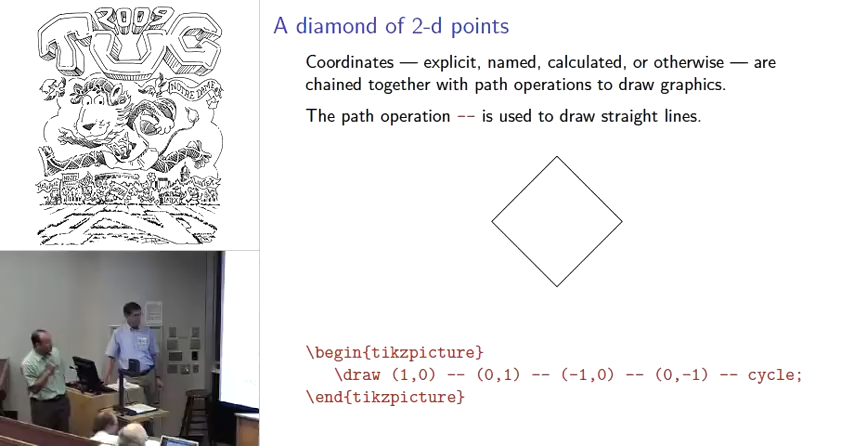 2009
TUG
NOTRE DAME
A diamond of 2-d points
Coordinates — explicit, named, calculated, or otherwise — are
chained together with path operations to draw graphics.
The path operation -- is used to draw straight lines.
\begin{tikzpicture}
\draw (1,0) -- (0,1) -- (-1,0) -- (0,-1) -- cycle;
\end{tikzpicture}